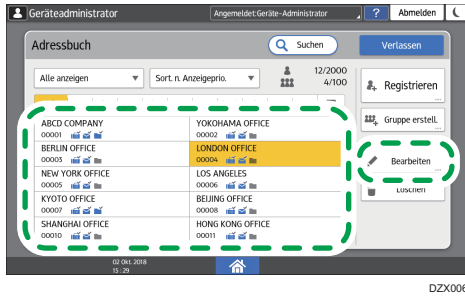 Geräteadministrator
Angemeldet:Geräte-Administrator
?
Abmelden
Adressbuch
Suchen
Verlassen
Alle anzeigen
Sort. n. Anzeigeprio.
12/2000
4/100
Registrieren
Gruppe erstell.
Bearbeiten
Löschen
ABCD COMPANY
00001
YOKOHAMA OFFICE
00002
BERLIN OFFICE
00003
LONDON OFFICE
00004
NEW YORK OFFICE
00005
LOS ANGELES
00006
KYOTO OFFICE
00007
BEIJING OFFICE
00008
SHANGHAI OFFICE
00010
HONG KONG OFFICE
00011
02 Okt. 2018
15 : 29
DZX006